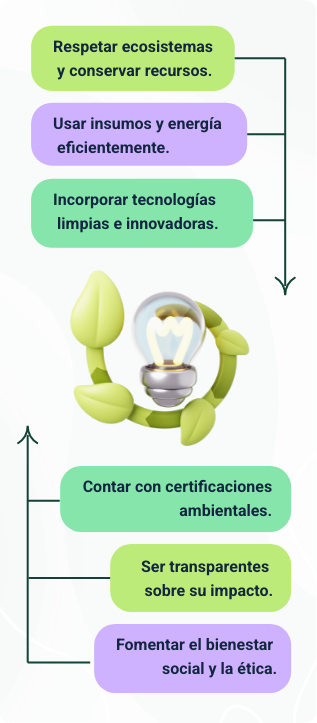 Respetar ecosistemas
y conservar recursos.
Usar insumos y energía
eficientemente.
Incorporar tecnologías
limpias e innovadoras.
Contar con certificaciones
ambientales.
Ser transparentes
sobre su impacto.
Fomentar el bienestar
social y la ética.